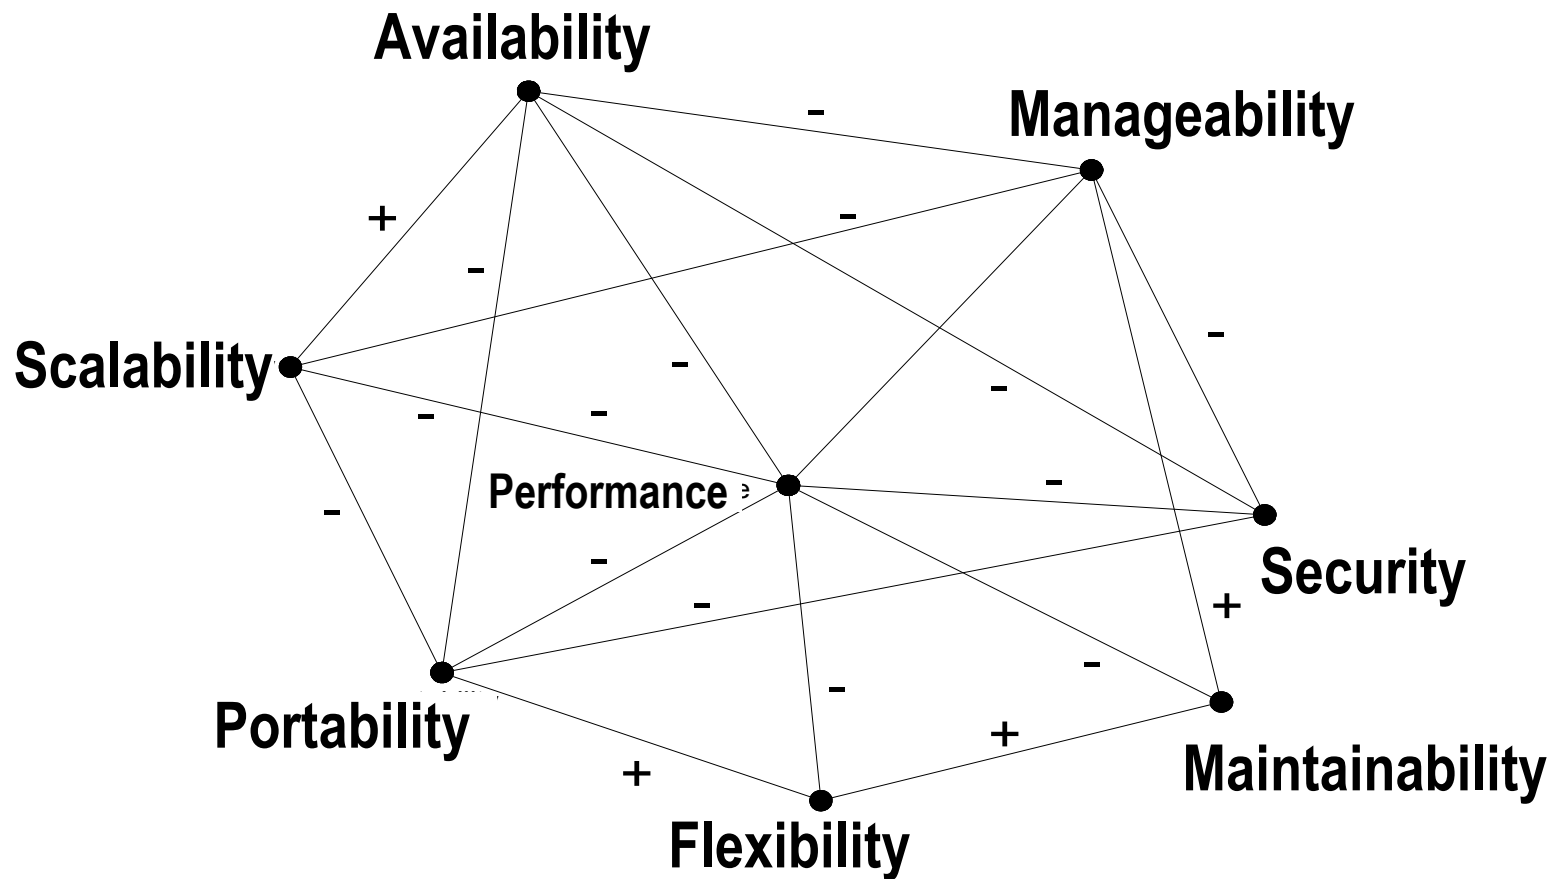 Availability
-
Manageability
+
-
-
-
Scalability
-
-
-
-
-
Performance
e
-
-
-
Security
+
-
-
-
Portability
+
+
Maintainability
Flexibility